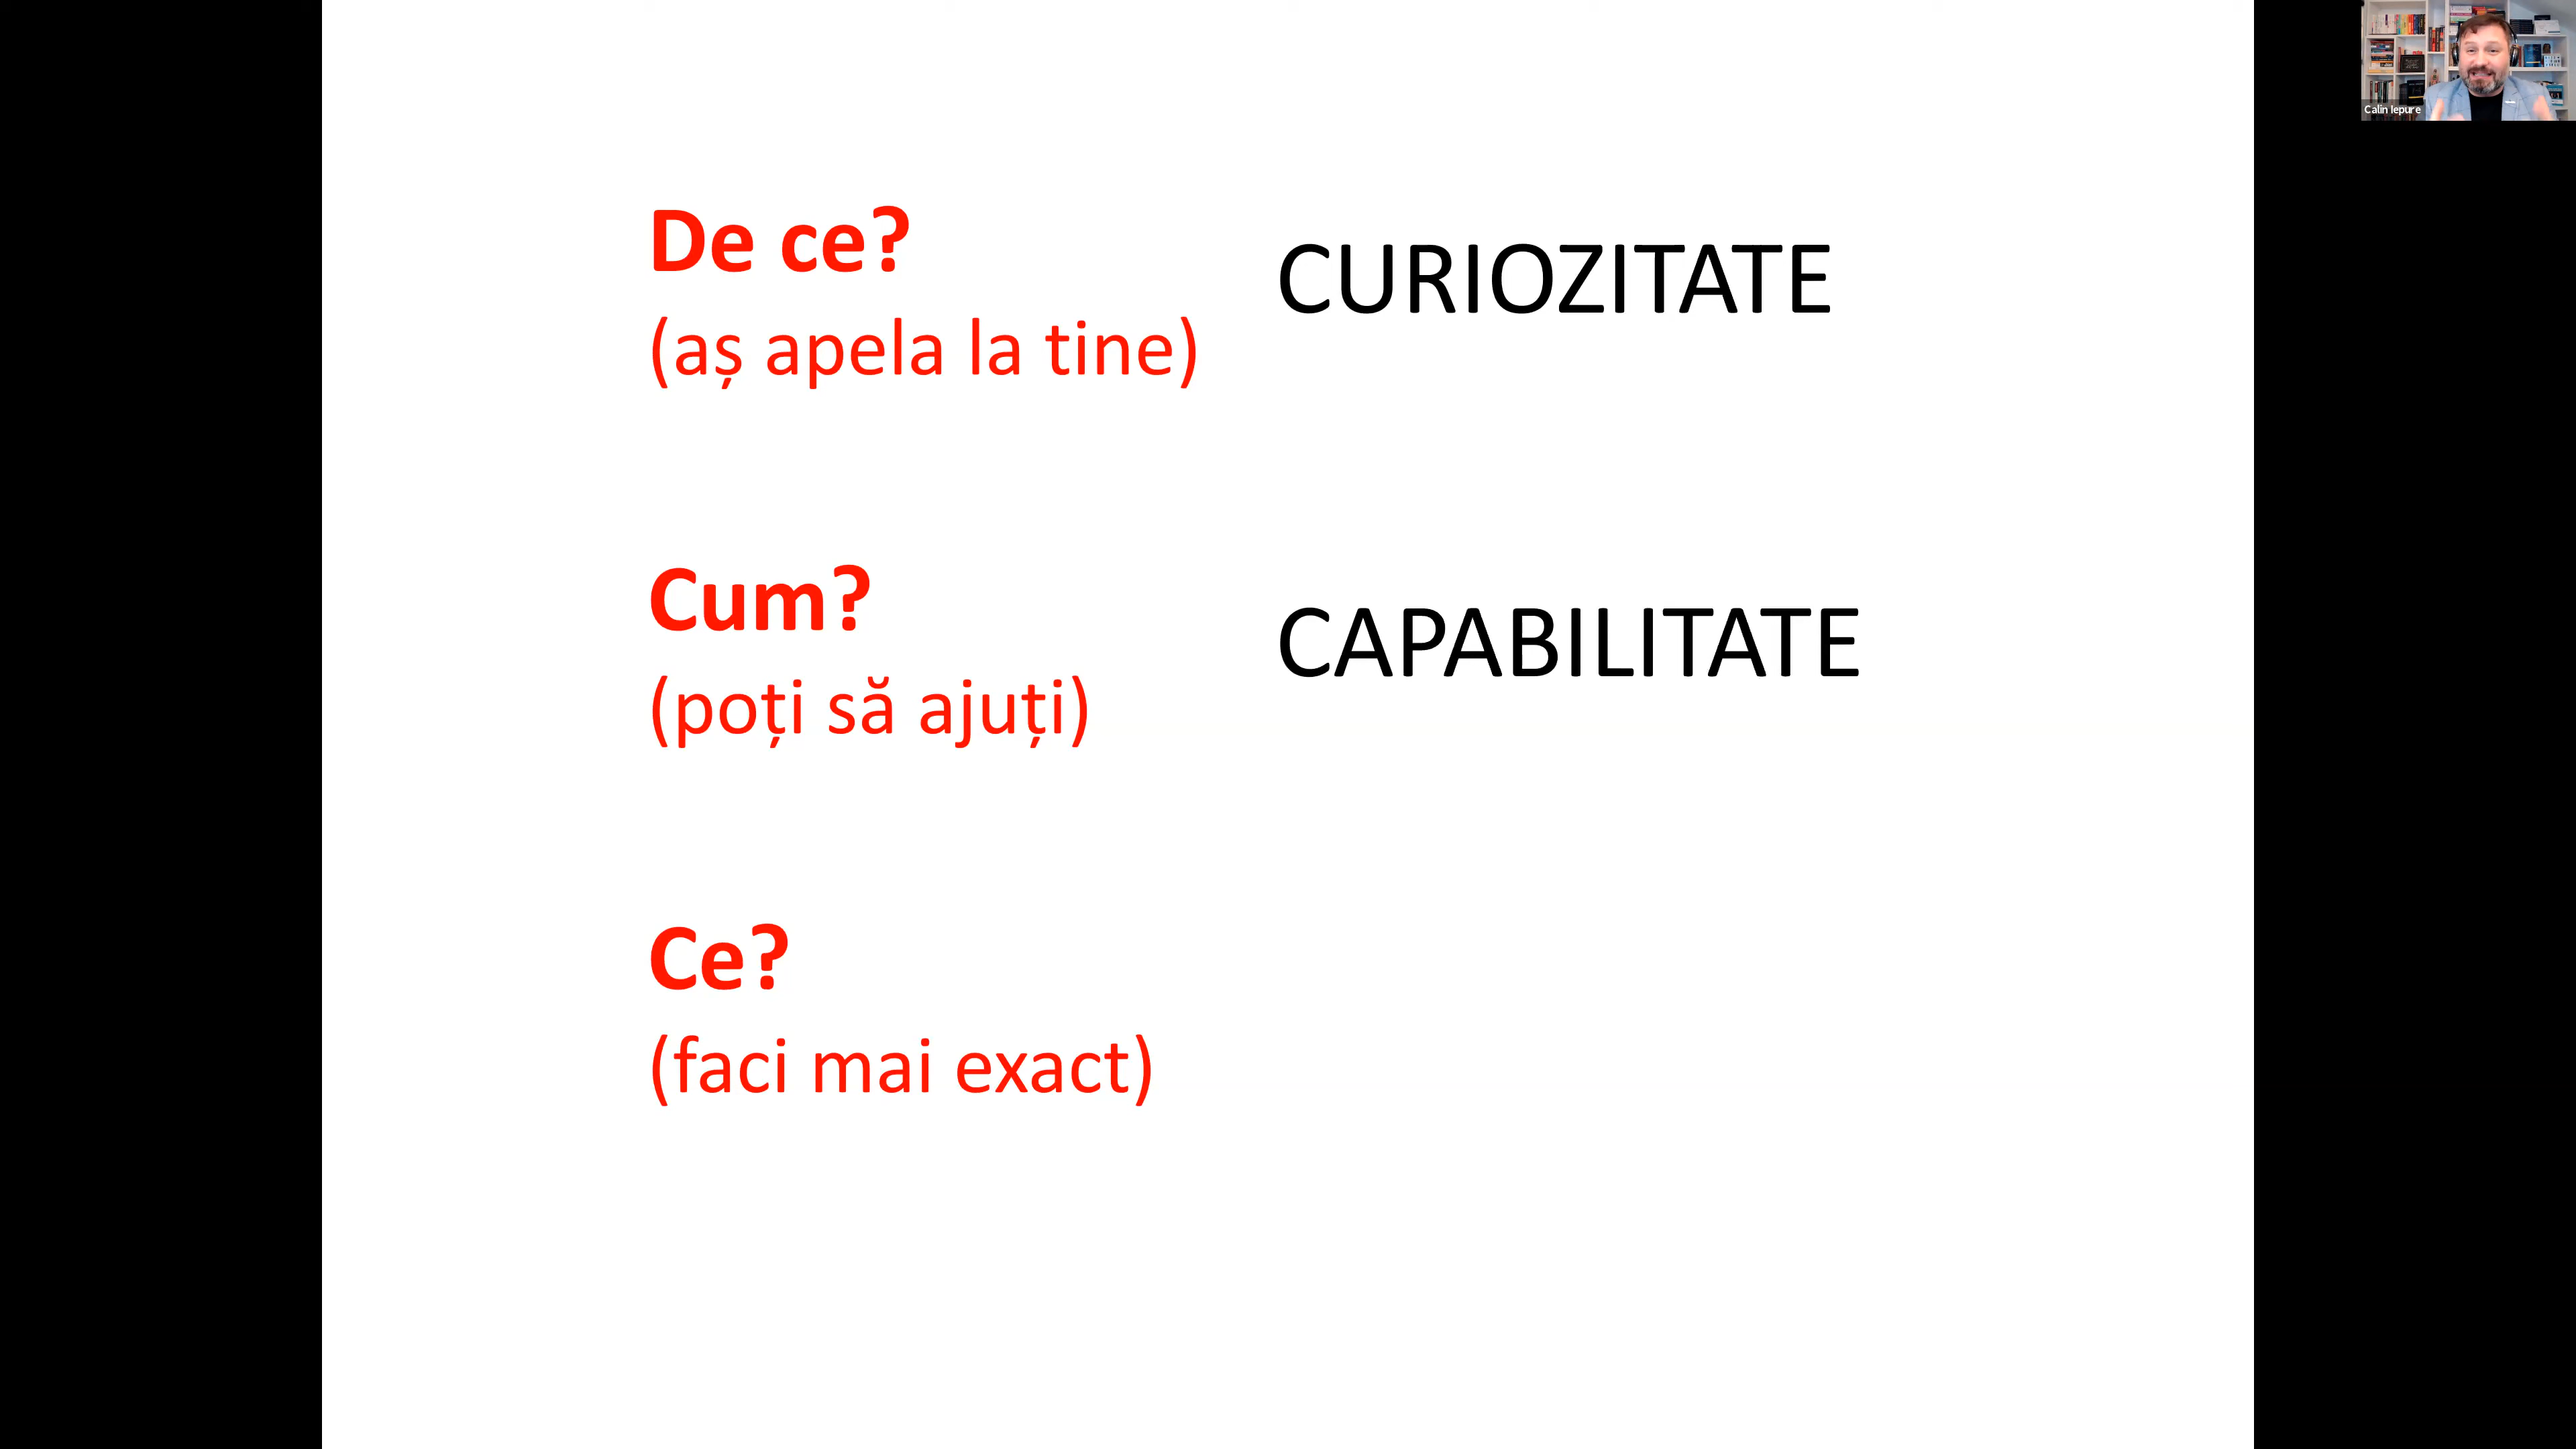 De ce?
(aș apela la tine)
CURIOZITATE
Cum?
(poți să ajuți)
CAPABILITATE
Ce?
(faci mai exact)
Calin Iepure